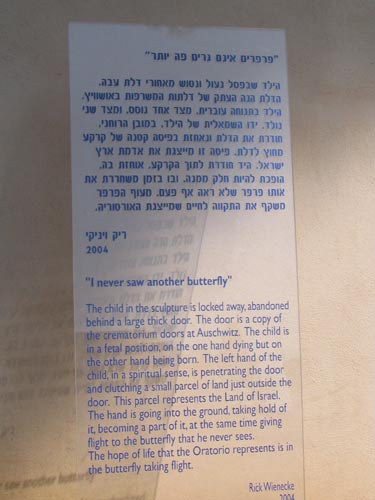 "פרפרים אינם גרים פה יותר"
הילד שבפסל נעול ונטוש מאחורי דלת עבה.
הדלת הנה העתק של דלתות המשרפות באושוויץ.
הילד בתנוחה עוברית. מצד אחד גוסס, ומצד שני
נולד. ידו השמאלית של הילד, במובן הרוחני,
חודרת את הדלת ונאחזת בפיסה קטנה של קרקע
מחוץ לדלת. פיסה זו מייצגת את אדמת ארץ
ישראל. היד חודרת לתוך הקרקע, אוחזת בה,
הופכת להיות חלק ממנה, ובו בזמן משחררת את
אותו פרפר שלא ראה אף פעם. מעוף הפרפר
משקף את התקווה לחיים שמייצגת האורטוריה.
ריק ויניקי
2004
"I never saw another butterfly"
The child in the sculpture is locked away, abandoned
behind a large thick door. The door is a copy of
the crematorium doors at Auschwitz. The child is
in a fetal position, on the one hand dying but on
the other hand being born. The left hand of the
child, in a spiritual sense, is penetrating the door
and clutching a small parcel of land just outside the
door. This parcel represents the Land of Israel.
The hand is going into the ground, taking hold of
it, becoming a part of it, at the same time giving
flight to the butterfly that he never sees.
The hope of life that the Oratorio represents is in
the butterfly taking flight.
Rick Wienecke
2004